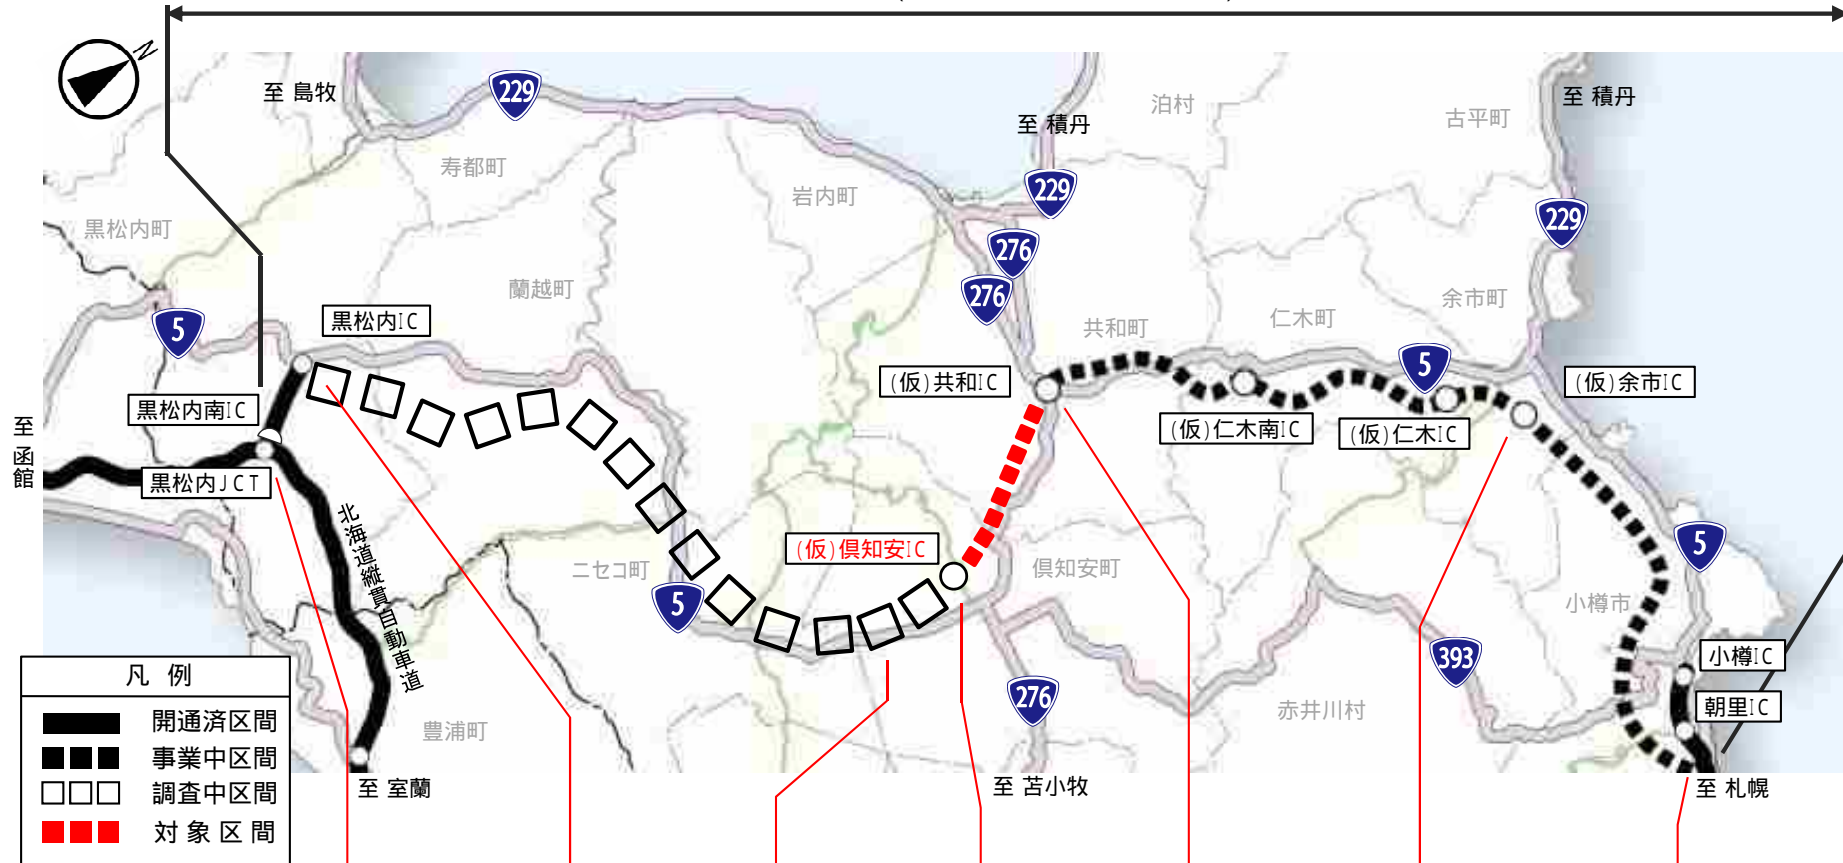 N
至 島牧
229
至 積丹
泊村
古平町
至 積丹
寿都町
岩内町
229
229
黒松内町
276
276
蘭越町
余市町
共和町
仁木町
5
黒松内IC
5
(仮)共和IC
(仮)余市IC
黒松内南IC
(仮)仁木南IC
(仮)仁木IC
至 函館
黒松内JCT
北海道縦貫自動車道
(仮)倶知安IC
ニセコ町
倶知安町
5
5
小樽市
小樽IC
393
276
朝里IC
赤井川村
豊浦町
至 室蘭
至 苫小牧
至 札幌
凡 例
開通済区間
事業中区間
調査中区間
対象区間